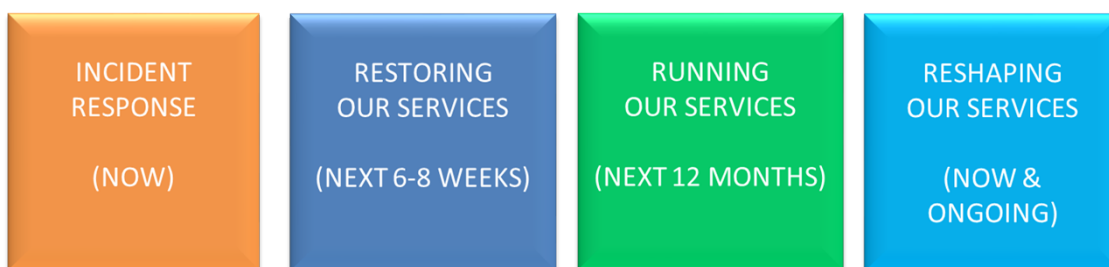 INCIDENT
RESPONSE
(NOW)
RESTORING
OUR SERVICES
(NEXT 6-8 WEEKS)
RUNNING
OUR SERVICES
(NEXT 12 MONTHS)
RESHAPING
OUR SERVICES
(NOW &
ONGOING)